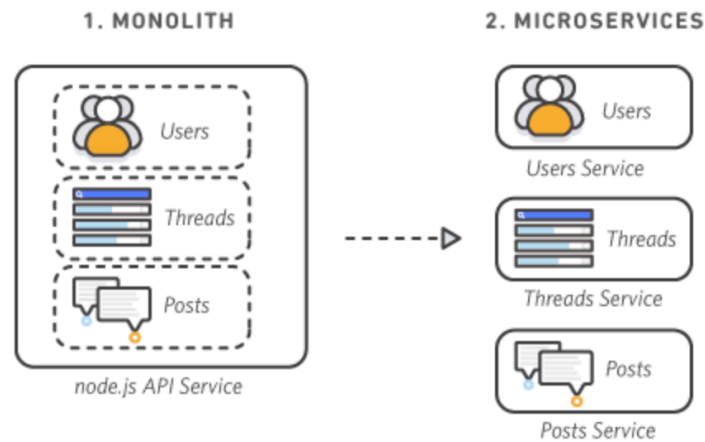 1. MONOLITH
Users
Threads
Posts
node.js API Service
2. MICROSERVICES
Users
Users Service
Threads
Threads Service
Posts
Posts Service